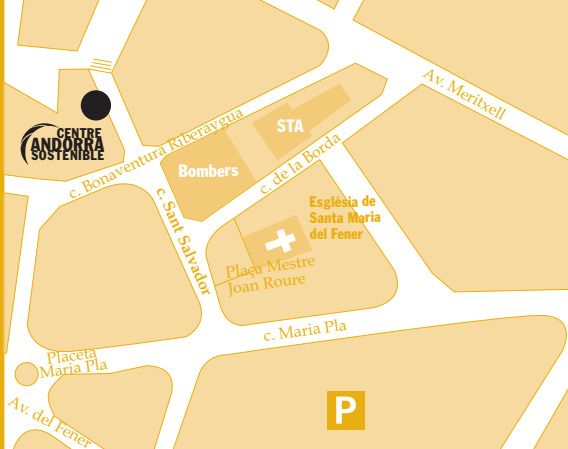 Av. Meritxell
CENTRE
ANDORRA
SOSTENIBLE
c. Bonaventura Riberaygua
STA
Bombers
c. de la Borda
c. Sant Salvador
Església de
Santa Maria
del Fener
Plaça Mestre
Joan Roure
c. Maria Pla
Placeta
Maria Pla
Av. del Fener
P